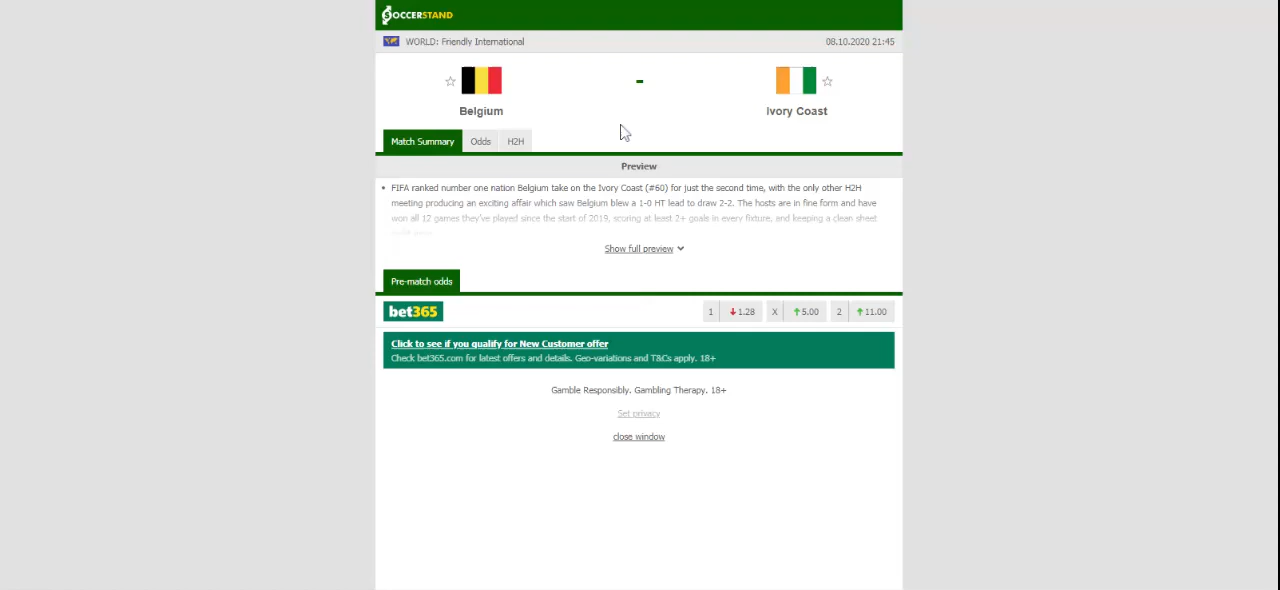 SOCCERSTAND
WORLD: Friendly International 08.10.2020 21:45
Belgium - Ivory Coast
Match Summary Odds H2H
Preview
• FIFA ranked number one nation Belgium take on the Ivory Coast (#60) for just the second time, with the only other H2H
meeting producing an exciting affair which saw Belgium blew a 1-0 HT lead to draw 2-2. The hosts are in fine form and have
won all 12 games they've played since the start of 2019, scoring at least 2+ goals in every fixture, and keeping a clean sheet
Show full preview
Pre-match odds
bet365 1 1.28 X 5.00 2 11.00
Click to see if you qualify for New Customer offer
Check bet365.com for latest offers and details. Geo-variations and T&Cs apply. 18+
Gamble Responsibly. Gambling Therapy. 18+
Set privacy
close window